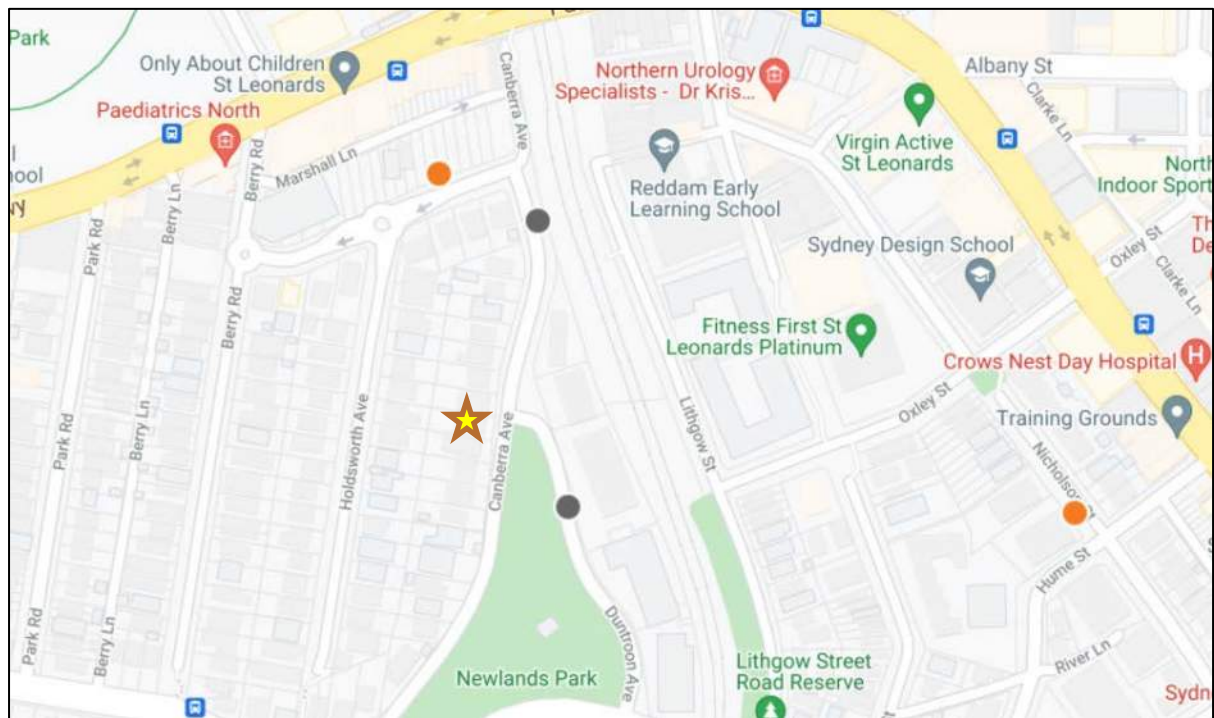 Park
Only About Children
St Leonards
Paediatrics North
Canberra Ave
Northern Urology
Specialists - Dr Kris...
Albany St
Clarke Ln
Virgin Active
St Leonards
Marshall Ln
Berry Rd
Berry Ln
Park Rd
Reddam Early
Learning School
North
Indoor Sport
Sydney Design School
Oxley St
Clarke Ln
Berry Rd
Fitness First St
Leonards Platinum
Crows Nest Day Hospital
H
Training Grounds
Oxley St
Lithgow St
Canberra Ave
Holdsworth Ave
Berry Ln
Park Rd
Hume St
Duntroon Ave
River Ln
Newlands Park
Lithgow Street
Road Reserve
Park Rd
Berry Ln